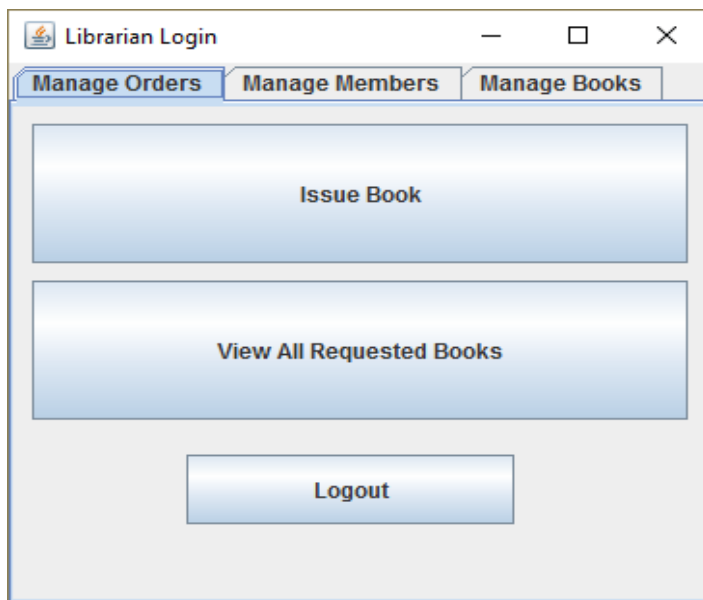 Librarian Login
Manage Orders Manage Members Manage Books
Issue Book
View All Requested Books
Logout